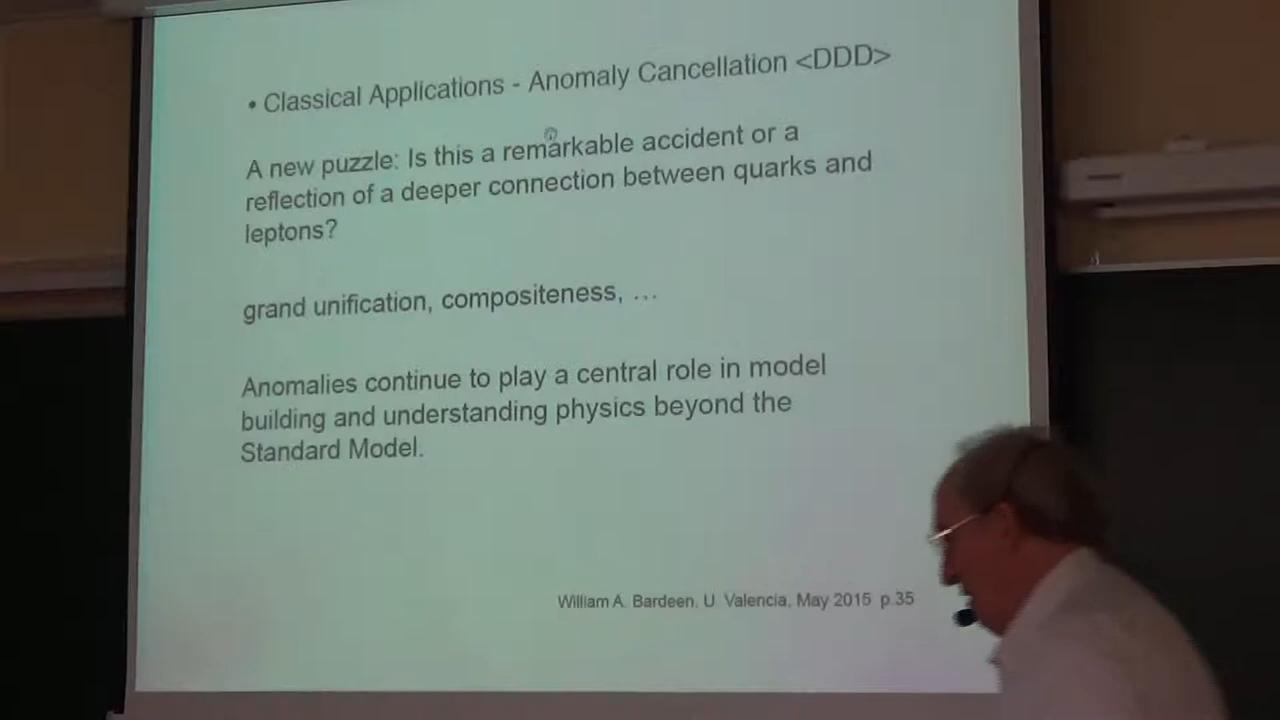 • Classical Applications - Anomaly Cancellation <DDD>
A new puzzle: Is this a remarkable accident or a
reflection of a deeper connection between quarks and
leptons?
grand unification, compositeness, …
Anomalies continue to play a central role in model
building and understanding physics beyond the
Standard Model.
William A. Bardeen, U. Valencia, May 2015 p.35